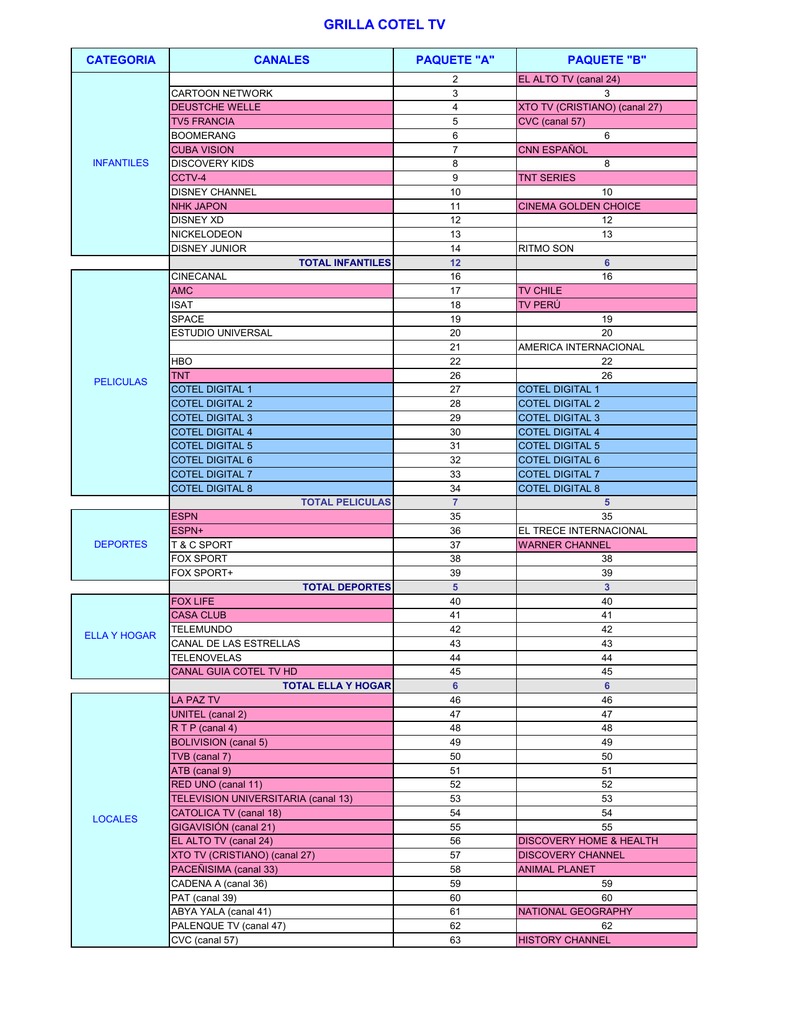 GRILLA COTEL TV
CATEGORIA CANALES PAQUETE "A" PAQUETE "B"
INFANTILES
2 EL ALTO TV (canal 24)
CARTOON NETWORK 3 3
DEUSTCHE WELLE 4 XTO TV (CRISTIANO) (canal 27)
TV5 FRANCIA 5 CVC (canal 57)
BOOMERANG 6 6
CUBA VISION 7 CNN ESPAÑOL
DISCOVERY KIDS 8 8
CCTV-4 9 TNT SERIES
DISNEY CHANNEL 10 10
NHK JAPON 11 CINEMA GOLDEN CHOICE
DISNEY XD 12 12
NICKELODEON 13 13
DISNEY JUNIOR 14 RITMO SON
TOTAL INFANTILES 12 6
PELICULAS
CINECANAL 16 16
AMC 17 TV CHILE
ISAT 18 TV PERÚ
SPACE 19 19
ESTUDIO UNIVERSAL 20 20
21 AMERICA INTERNACIONAL
HBO 22 22
TNT 26 26
COTEL DIGITAL 1 27 COTEL DIGITAL 1
COTEL DIGITAL 2 28 COTEL DIGITAL 2
COTEL DIGITAL 3 29 COTEL DIGITAL 3
COTEL DIGITAL 4 30 COTEL DIGITAL 4
COTEL DIGITAL 5 31 COTEL DIGITAL 5
COTEL DIGITAL 6 32 COTEL DIGITAL 6
COTEL DIGITAL 7 33 COTEL DIGITAL 7
COTEL DIGITAL 8 34 COTEL DIGITAL 8
TOTAL PELICULAS 7 5
DEPORTES
ESPN 35 35
ESPN+ 36 EL TRECE INTERNACIONAL
T & C SPORT 37 WARNER CHANNEL
FOX SPORT 38 38
FOX SPORT+ 39 39
TOTAL DEPORTES 5 3
ELLA Y HOGAR
FOX LIFE 40 40
CASA CLUB 41 41
TELEMUNDO 42 42
CANAL DE LAS ESTRELLAS 43 43
TELENOVELAS 44 44
CANAL GUIA COTEL TV HD 45 45
TOTAL ELLA Y HOGAR 6 6
LOCALES
LA PAZ TV 46 46
UNITEL (canal 2) 47 47
R T P (canal 4) 48 48
BOLIVISION (canal 5) 49 49
TVB (canal 7) 50 50
ATB (canal 9) 51 51
RED UNO (canal 11) 52 52
TELEVISION UNIVERSITARIA (canal 13) 53 53
CATOLICA TV (canal 18) 54 54
GIGAVISIÓN (canal 21) 55 55
EL ALTO TV (canal 24) 56 DISCOVERY HOME & HEALTH
XTO TV (CRISTIANO) (canal 27) 57 DISCOVERY CHANNEL
PACEÑISIMA (canal 33) 58 ANIMAL PLANET
CADENA A (canal 36) 59 59
PAT (canal 39) 60 60
ABYA YALA (canal 41) 61 NATIONAL GEOGRAPHY
PALENQUE TV (canal 47) 62 62
CVC (canal 57) 63 HISTORY CHANNEL